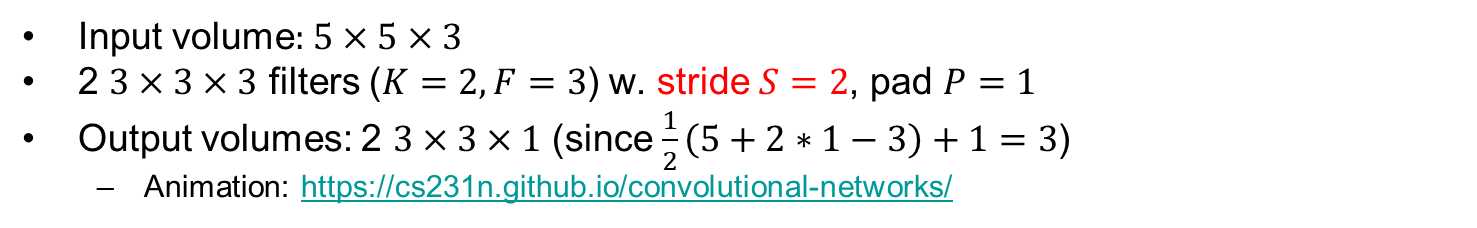 • Input volume: 5 × 5 × 3
• 2 3 × 3 × 3 filters (K = 2, F = 3) w. stride S = 2, pad P = 1
• Output volumes: 2 3 × 3 × 1 (since 1/2 (5 + 2 ∗ 1 − 3) + 1 = 3)
– Animation: https://cs231n.github.io/convolutional-networks/